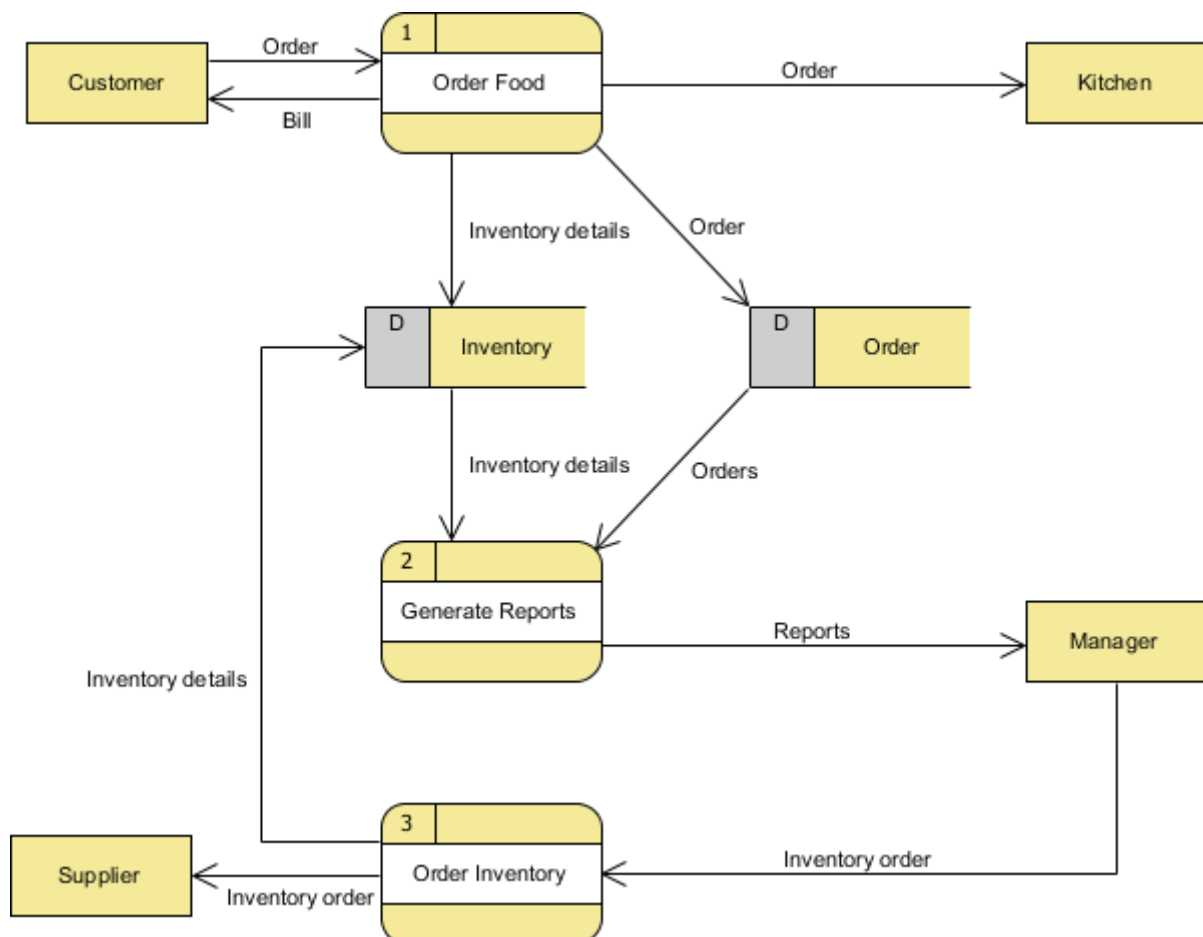 1
Order
Customer
Order Food
Order
Kitchen
Bill
Inventory details
Order
D
Inventory
D
Order
Inventory details
Orders
2
Generate Reports
Reports
Manager
Inventory details
3
Order Inventory
Inventory order
Supplier
Inventory order